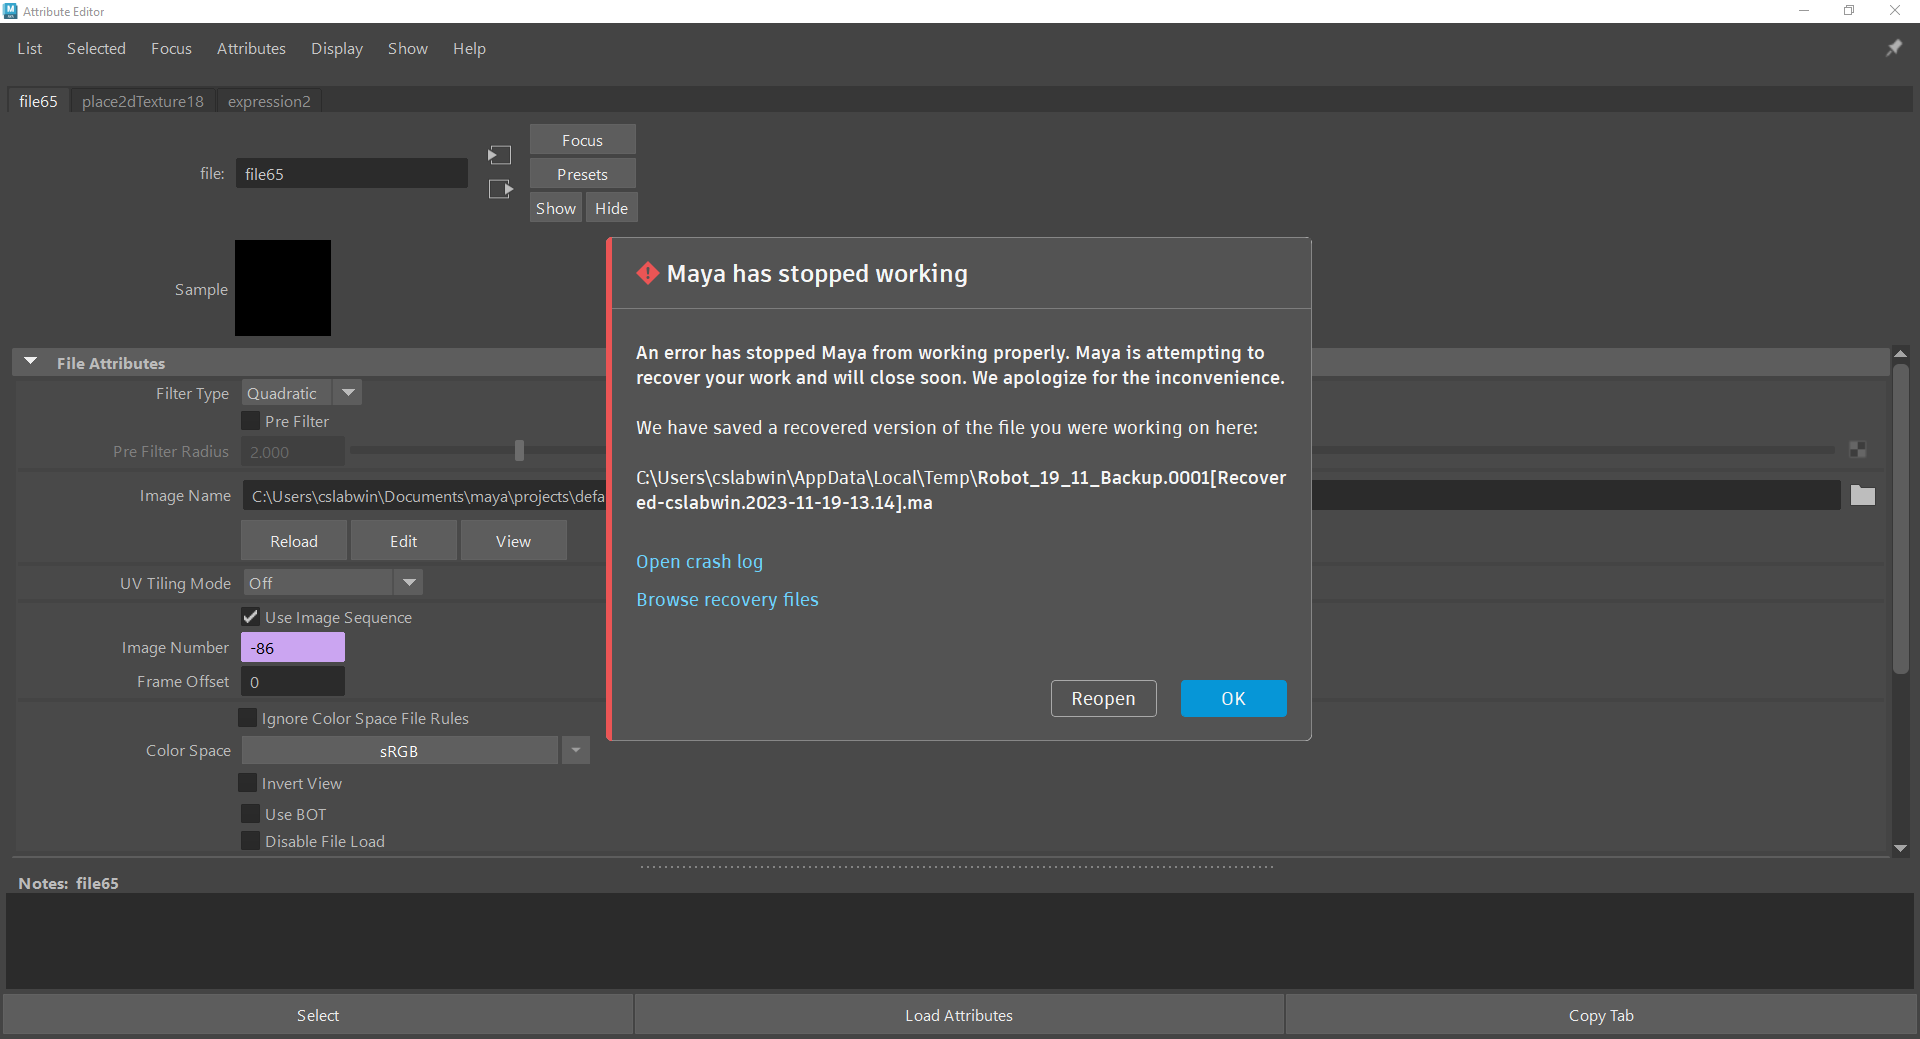 Attribute Editor
List Selected Focus Attributes Display Show Help
file65 place2dTexture18 expression2
Focus
file: file65
Presets
Show Hide
Sample
Maya has stopped working
An error has stopped Maya from working properly. Maya is attempting to
recover your work and will close soon. We apologize for the inconvenience.
We have saved a recovered version of the file you were working on here:
C:\Users\cslabwin\AppData\Local\Temp\Robot_19_11_Backup.0001[Recover
ed-cslabwin.2023-11-19-13.14].ma
Open crash log
Browse recovery files
Reopen OK
File Attributes
Filter Type Quadratic
Pre Filter
Pre Filter Radius 2.000
Image Name C:\Users\cslabwin\Documents\maya\projects\defa
Reload Edit View
UV Tiling Mode Off
Use Image Sequence
Image Number -86
Frame Offset 0
Ignore Color Space File Rules
Color Space sRGB
Invert View
Use BOT
Disable File Load
Notes: file65
Select Load Attributes Copy Tab